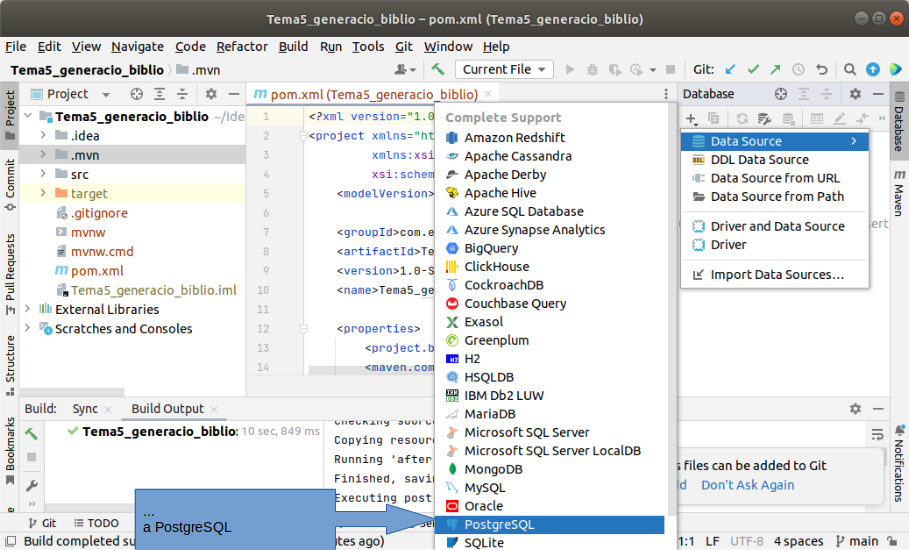 Tema5_generacio_biblio – pom.xml (Tema5_generacio_biblio)
File Edit View Navigate Code Refactor Build Run Tools Git Window Help
Tema5_generacio_biblio .mvn
Current File
Git:
Project
pom.xml (Tema5_generacio_biblio)
Database
Project
Commit
Pull Requests
Structure
Bookmarks
Tema5_generacio_biblio ~/Ide
.idea
.mvn
src
target
.gitignore
mvnw
mvnw.cmd
pom.xml
Tema5_generacio_biblio.iml
External Libraries
Scratches and Consoles
1 <?xml version="1.0
2 <project xmlns="ht
3 xmlns:xsi
4 xsi:schem
5 <modelVersion>
6
7 <groupId>com.e
8 <artifactId>Te
9 <version>1.0-S
10 <name>Tema5_ge
11
12 <properties>
13 <project.b
14 <maven.com
Complete Support
Amazon Redshift
Apache Cassandra
Apache Derby
Apache Hive
Azure SQL Database
Azure Synapse Analytics
BigQuery
ClickHouse
CockroachDB
Couchbase Query
Exasol
Greenplum
H2
HSQLDB
IBM Db2 LUW
MariaDB
Microsoft SQL Server
Microsoft SQL Server LocalDB
MongoDB
MySQL
Oracle
PostgreSQL
SQLite
Data Source
DDL Data Source
Data Source from URL
Data Source from Path
Driver and Data Source
Driver
Import Data Sources...
Database
Maven
Notifications
Build: Sync Build Output
Tema5_generacio_biblio: 10 sec, 849 ms
Copying resourc
Running 'after
Finished, savin
Executing post
s files can be added to Git
Don't Ask Again
...
a PostgreSQL
Git TODO
Build completed su
utes ago)
1:1 LF UTF-8 4 spaces main